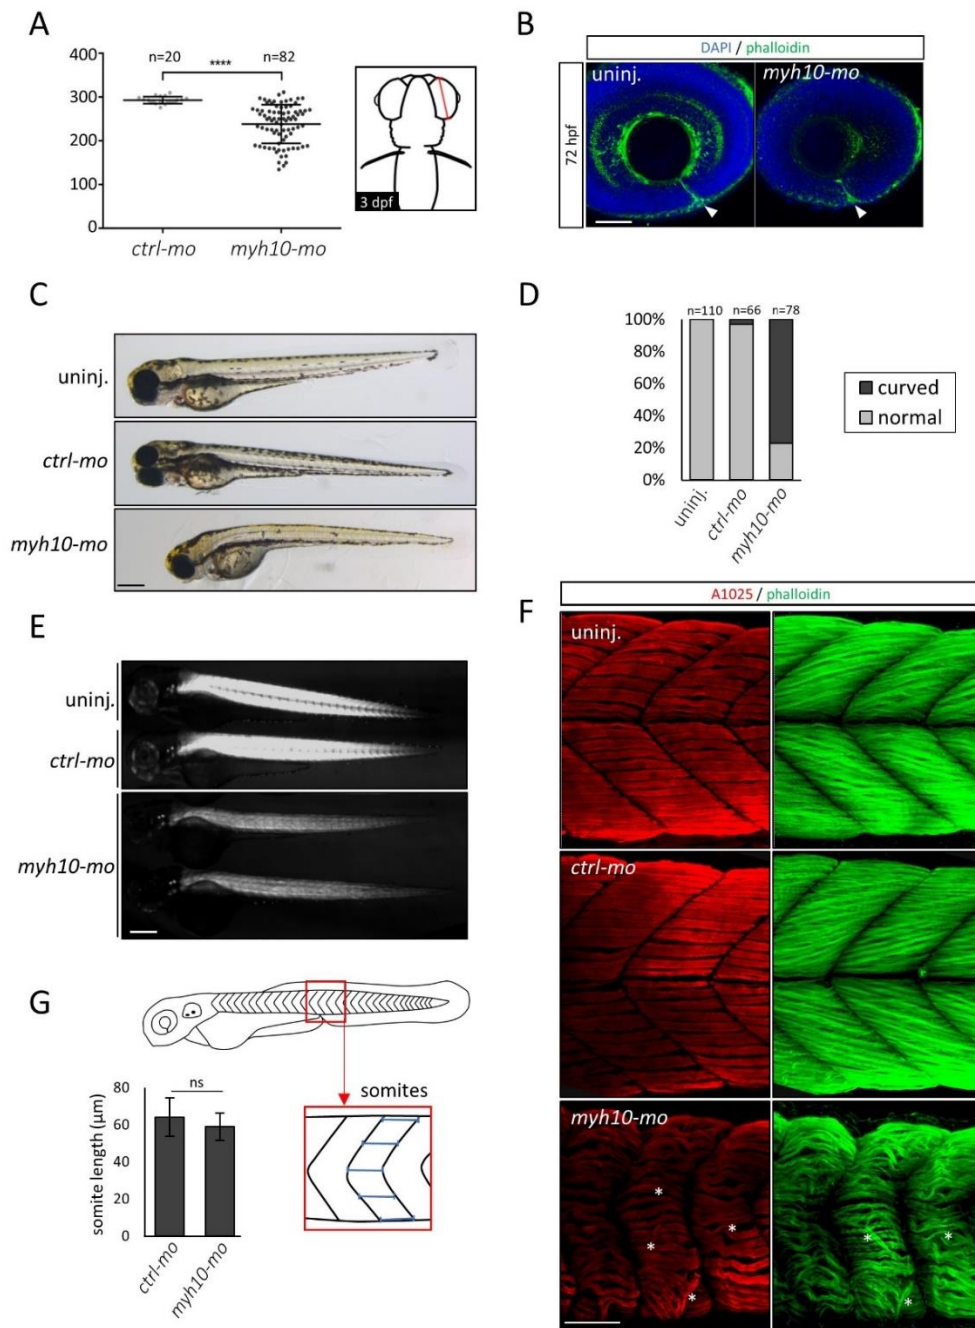 A
400
300
200
100
0
n=20
****
n=82
ctrl-mo
myh10-mo
3 dpf
B
DAPI / phalloidin
72 hpf
uninj.
myh10-mo
C
uninj.
ctrl-mo
myh10-mo
D
n=110
n=66
n=78
100%
80%
60%
40%
20%
0%
uninj.
ctrl-mo
myh10-mo
curved
normal
E
uninj.
ctrl-mo
myh10-mo
F
A1025 / phalloidin
uninj.
ctrl-mo
myh10-mo
*
*
*
*
*
*
*
G
somite length (μm)
80
60
40
20
0
ns
ctrl-mo
myh10-mo
somites